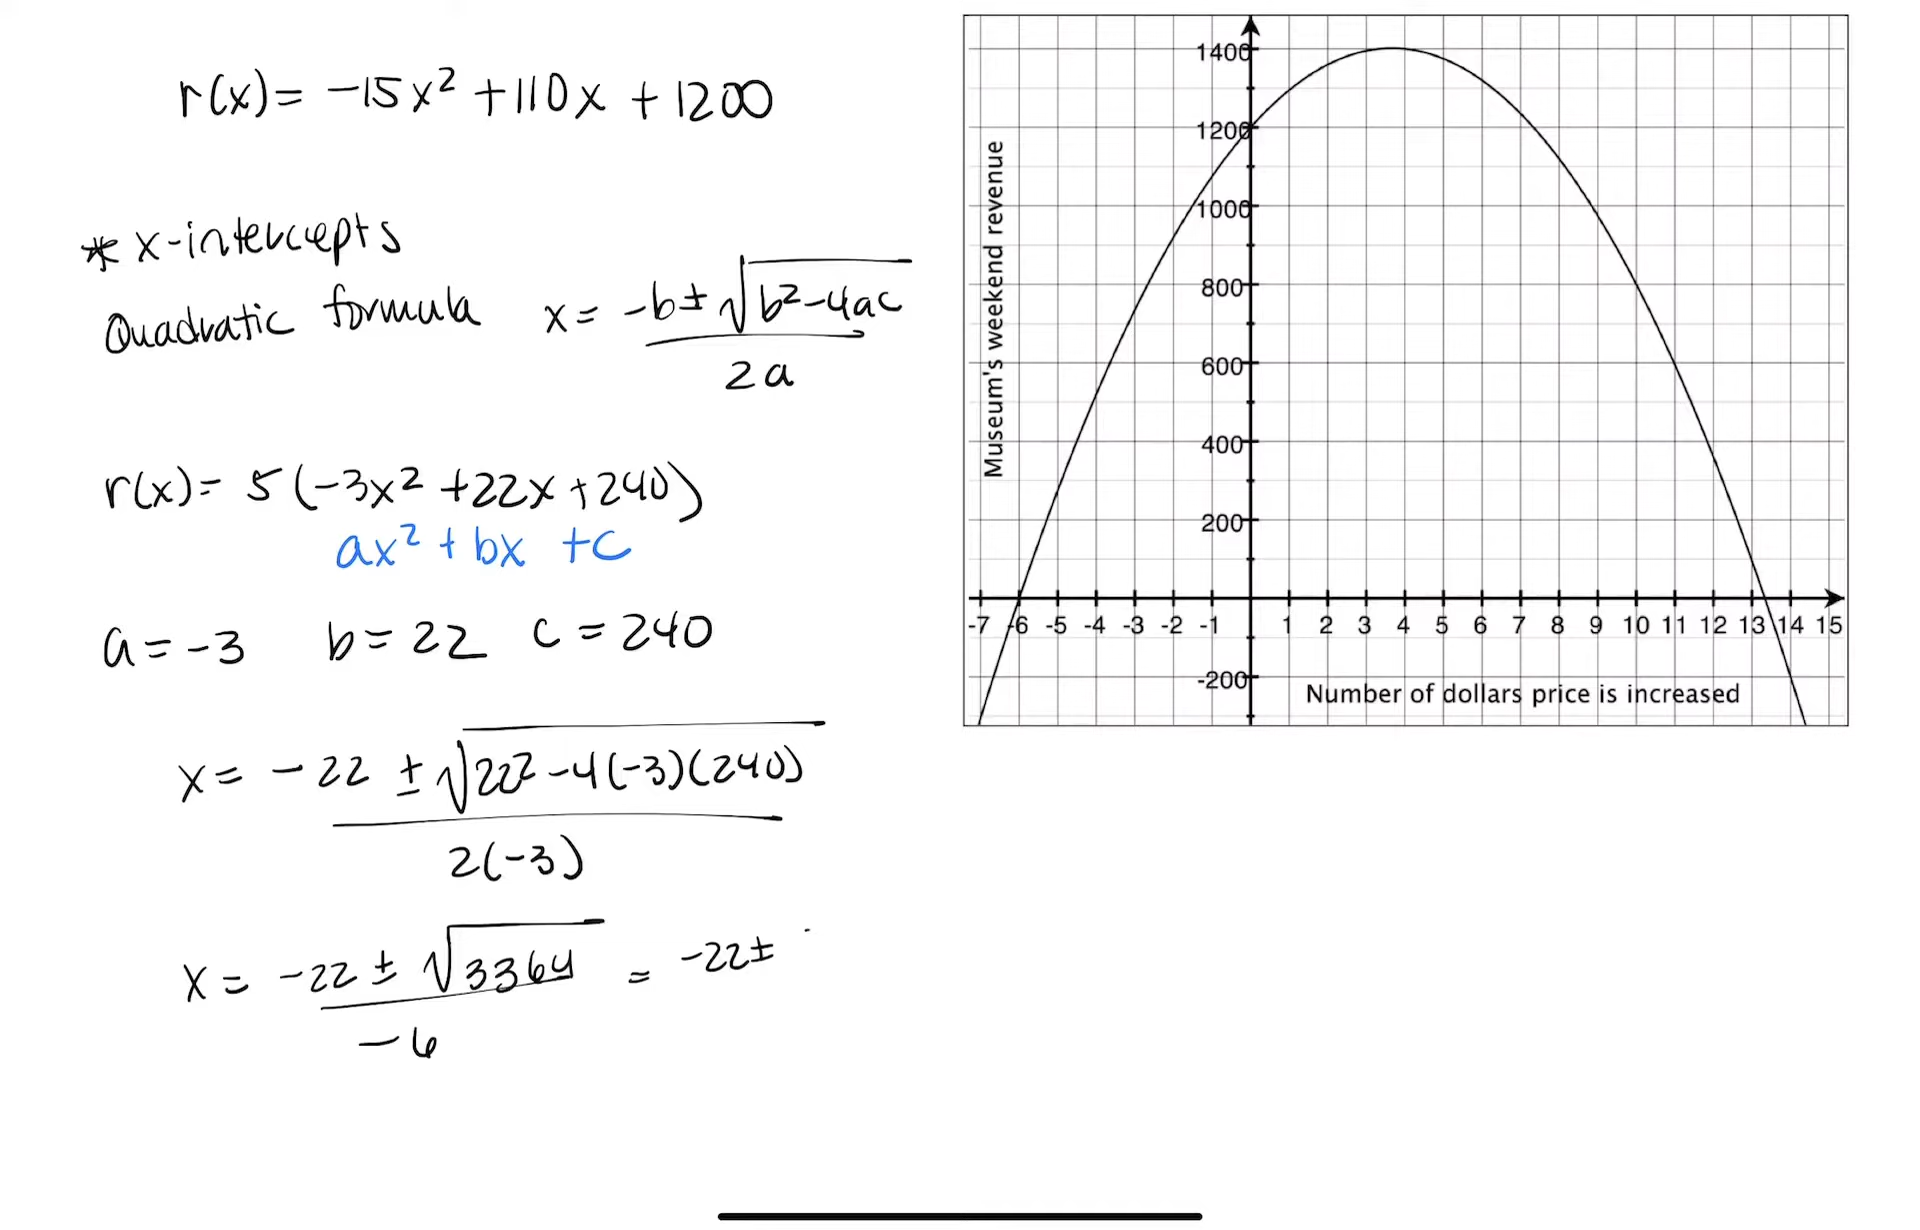 r(x) = -15x² + 110x + 1200
* x-intercepts
Quadratic formula x = -b ± √b²-4ac
2a
r(x) = 5(-3x² + 22x + 240)
ax² + bx + c
a = -3 b = 22 c = 240
x = -22 ± √22²-4(-3)(240)
2(-3)
x = -22 ± √3364 = -22 ±
-6
Museum's weekend revenue
1400
1200
1000
800
600
400
200
-7 -6 -5 -4 -3 -2 -1 1 2 3 4 5 6 7 8 9 10 11 12 13 14 15
-200
Number of dollars price is increased